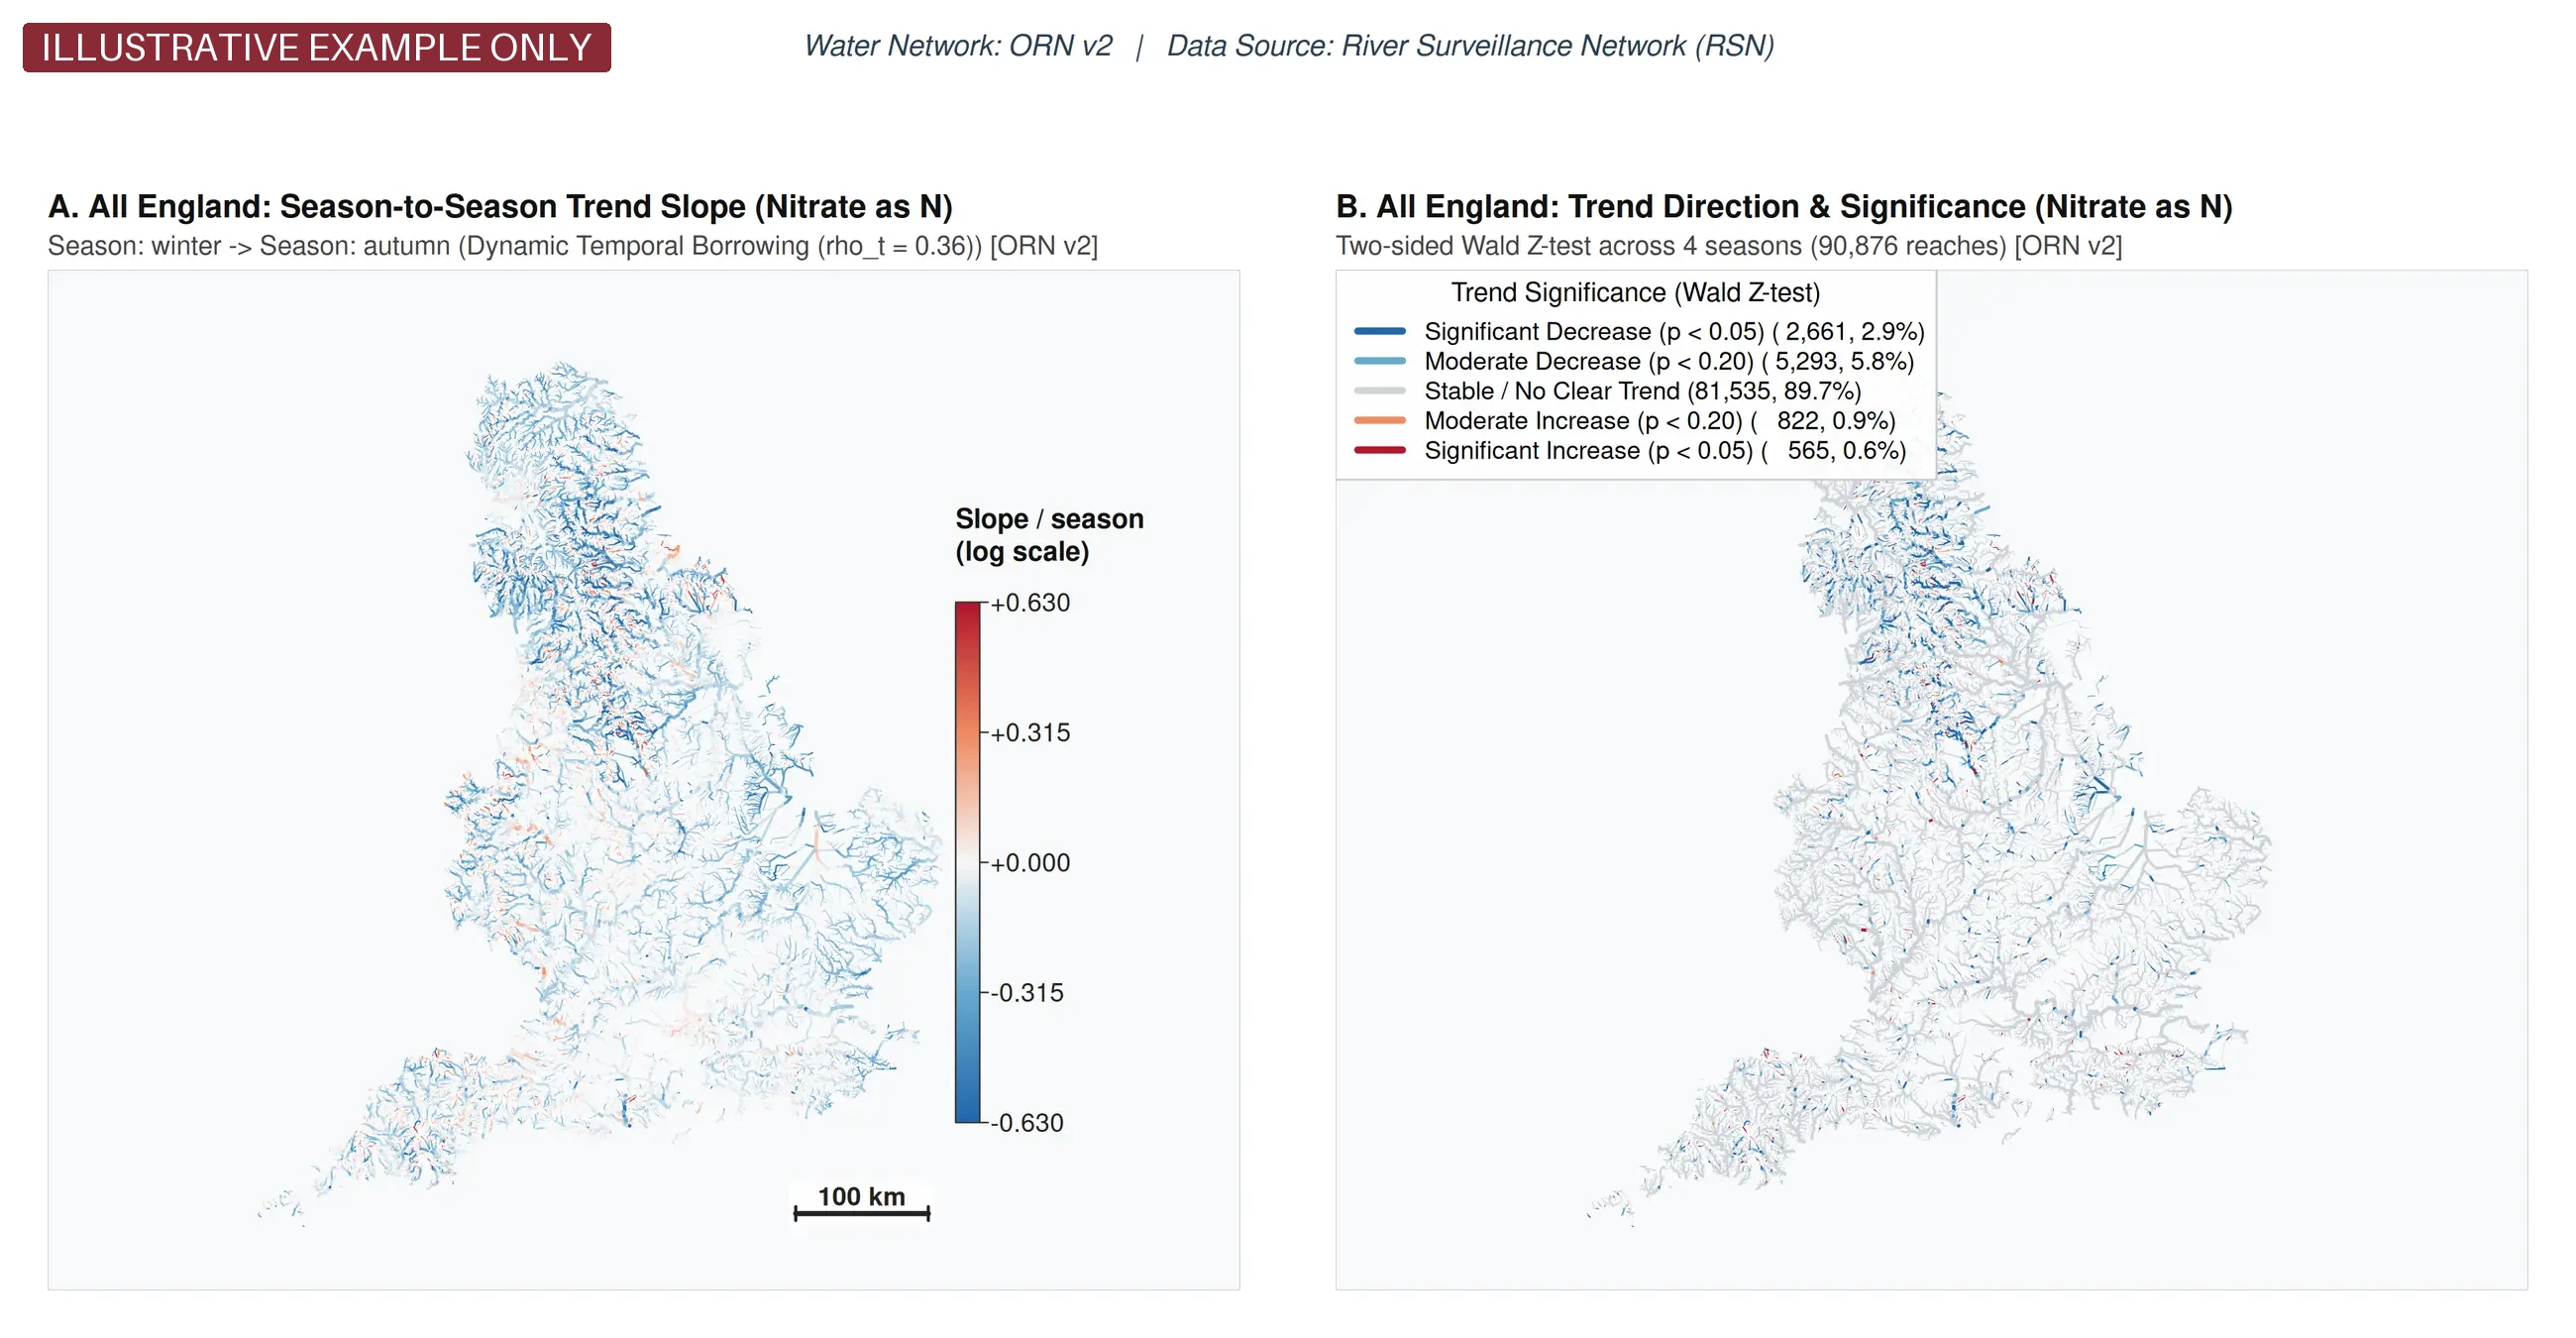 ILLUSTRATIVE EXAMPLE ONLY
Water Network: ORN v2 | Data Source: River Surveillance Network (RSN)
A. All England: Season-to-Season Trend Slope (Nitrate as N)
Season: winter -> Season: autumn (Dynamic Temporal Borrowing (rho_t = 0.36)) [ORN v2]
Slope / season
(log scale)
+0.630
+0.315
+0.000
-0.315
-0.630
100 km
B. All England: Trend Direction & Significance (Nitrate as N)
Two-sided Wald Z-test across 4 seasons (90,876 reaches) [ORN v2]
Trend Significance (Wald Z-test)
Significant Decrease (p < 0.05) ( 2,661, 2.9%)
Moderate Decrease (p < 0.20) ( 5,293, 5.8%)
Stable / No Clear Trend (81,535, 89.7%)
Moderate Increase (p < 0.20) (   822, 0.9%)
Significant Increase (p < 0.05) (   565, 0.6%)